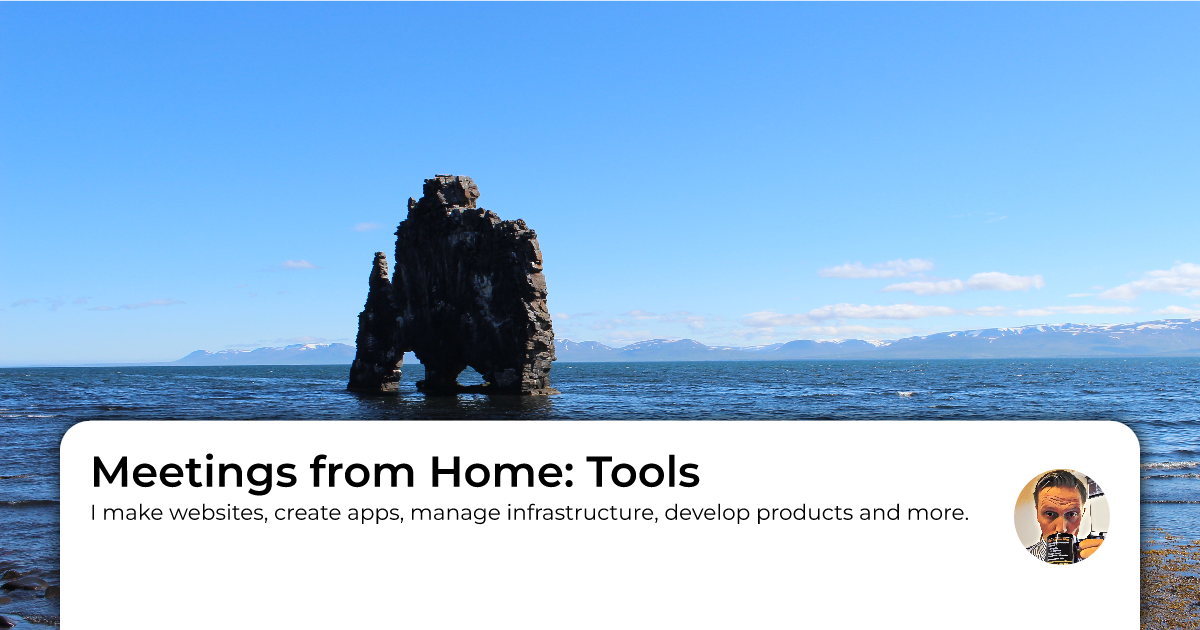 Meetings from Home: Tools
I make websites, create apps, manage infrastructure, develop products and more.